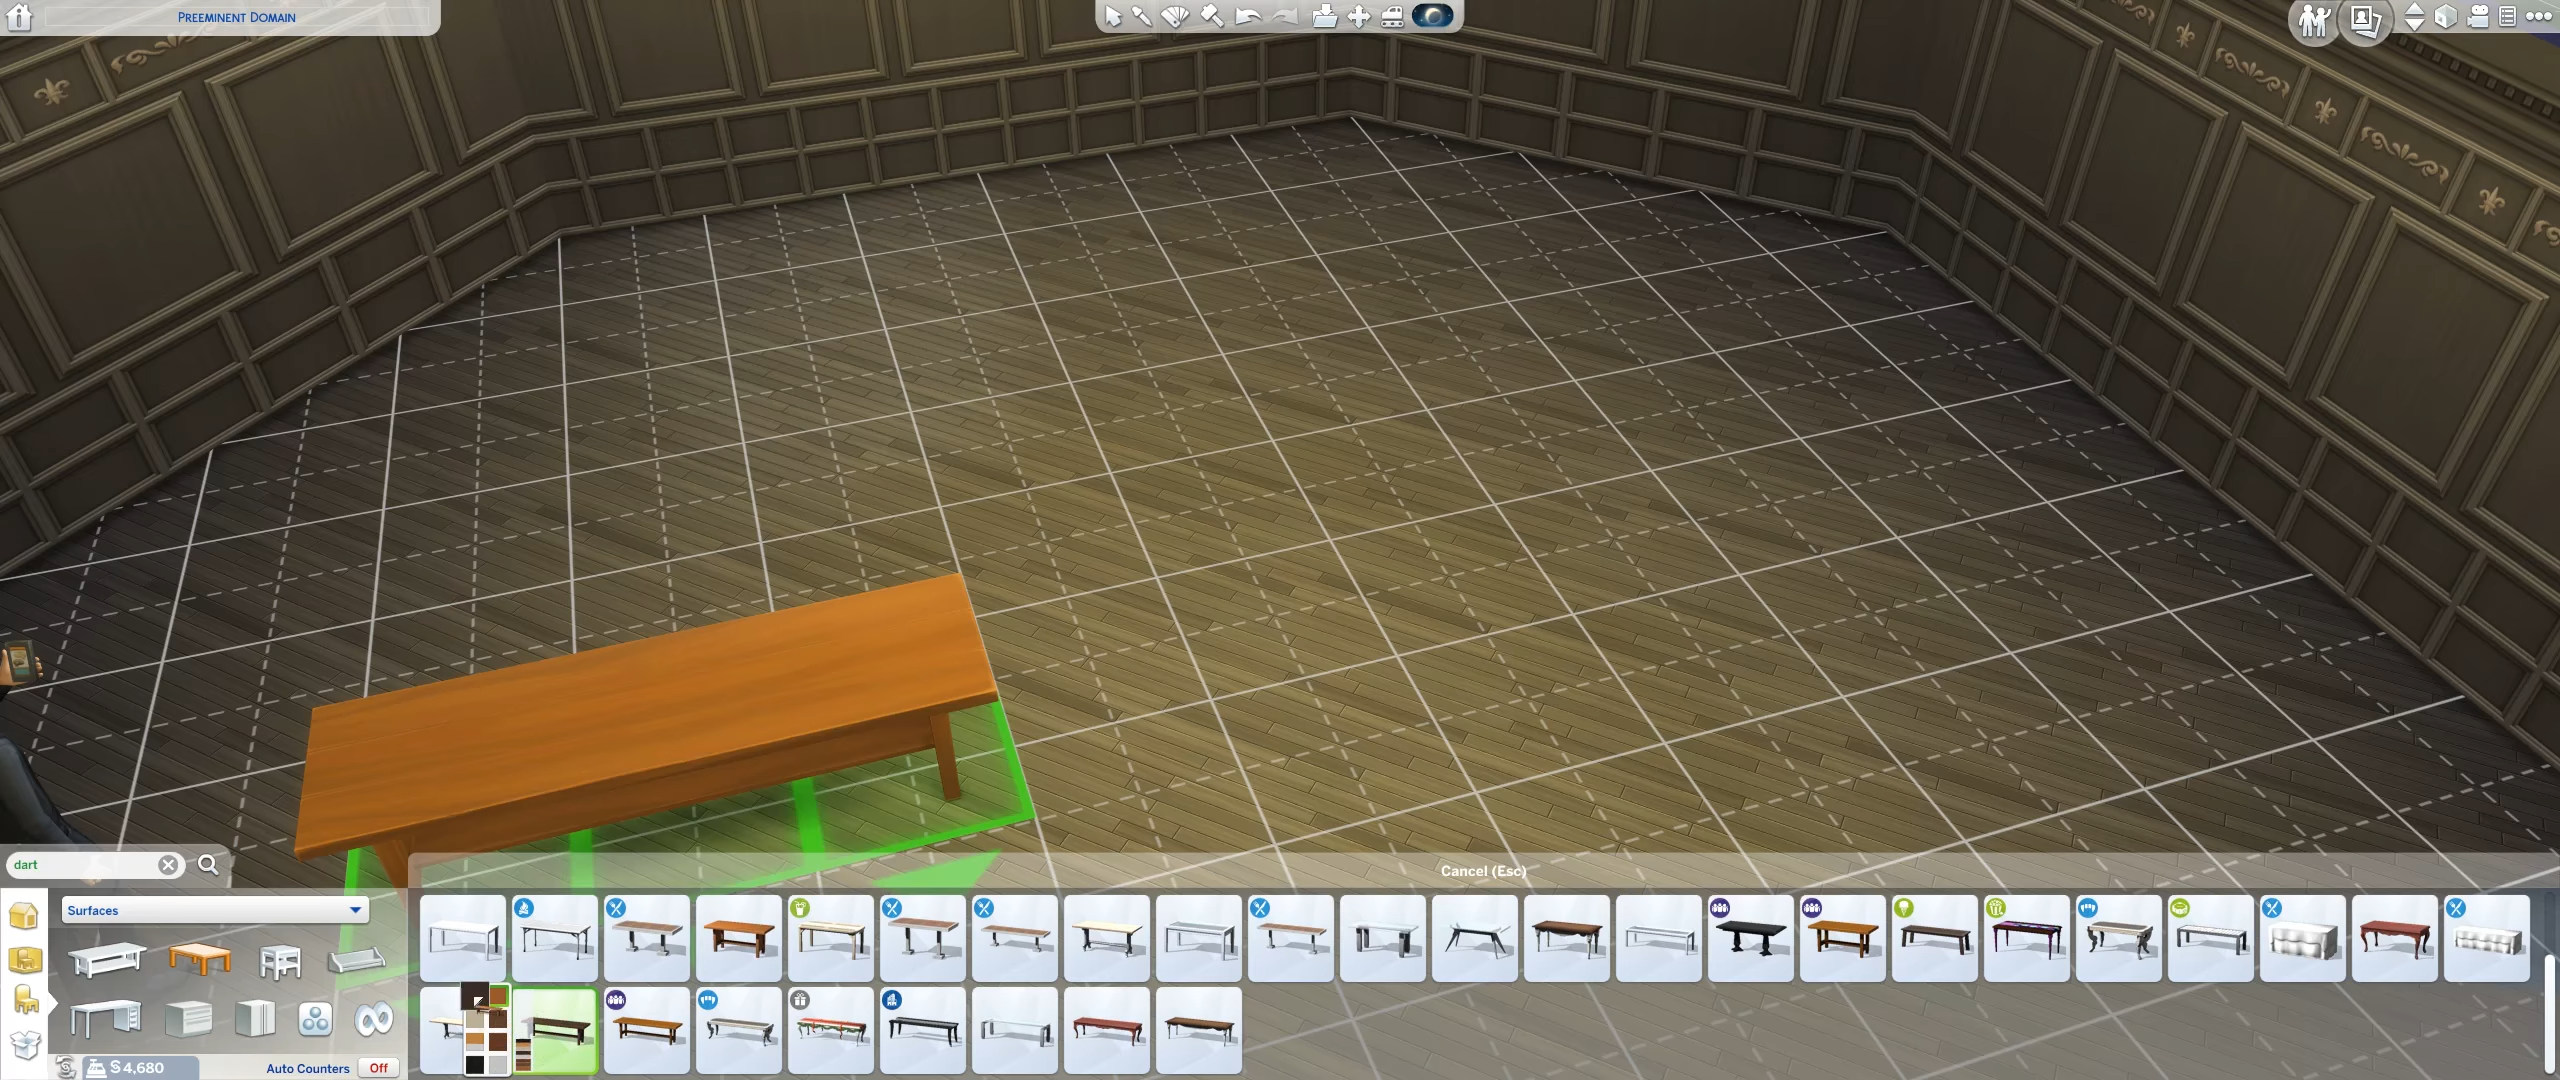 PREEMINENT DOMAIN
dart
Cancel (Esc)
Surfaces
§4,680
Auto Counters
Off